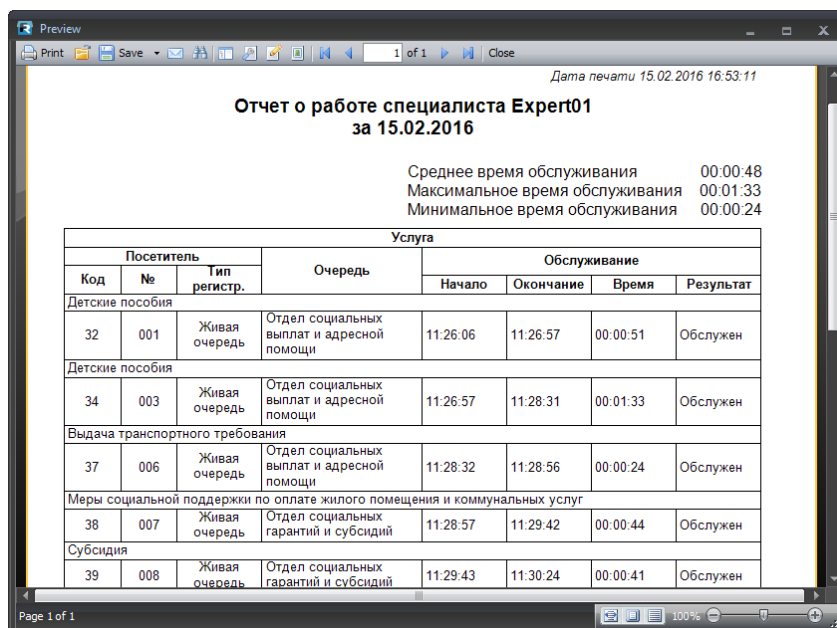 Preview
Print Save 1 of 1 Close
Дата печати 15.02.2016 16:53:11
Отчет о работе специалиста Expert01
за 15.02.2016
Среднее время обслуживания 00:00:48
Максимальное время обслуживания 00:01:33
Минимальное время обслуживания 00:00:24
Услуга
Посетитель Очередь Обслуживание
Код № Тип регистр. Начало Окончание Время Результат
Детские пособия
32 001 Живая очередь Отдел социальных выплат и адресной помощи 11:26:06 11:26:57 00:00:51 Обслужен
Детские пособия
34 003 Живая очередь Отдел социальных выплат и адресной помощи 11:26:57 11:28:31 00:01:33 Обслужен
Выдача транспортного требования
37 006 Живая очередь Отдел социальных выплат и адресной помощи 11:28:32 11:28:56 00:00:24 Обслужен
Меры социальной поддержки по оплате жилого помещения и коммунальных услуг
38 007 Живая очередь Отдел социальных гарантий и субсидий 11:28:57 11:29:42 00:00:44 Обслужен
Субсидия
39 008 Живая очередь Отдел социальных гарантий и субсидий 11:29:43 11:30:24 00:00:41 Обслужен
Page 1 of 1 100%